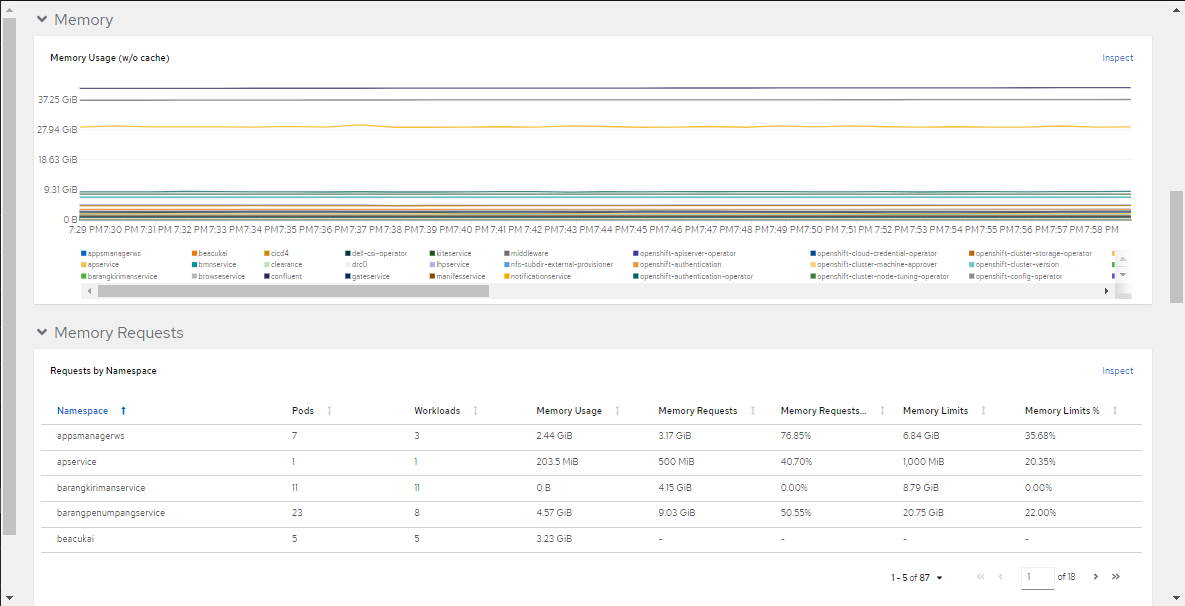 Memory
Memory Usage (w/o cache)
Inspect
37.25 GiB
27.94 GiB
18.63 GiB
9.31 GiB
0 B
7:29 PM 7:30 PM 7:31 PM 7:32 PM 7:33 PM 7:34 PM 7:35 PM 7:36 PM 7:37 PM 7:38 PM 7:39 PM 7:40 PM 7:41 PM 7:42 PM 7:43 PM 7:44 PM 7:45 PM 7:46 PM 7:47 PM 7:48 PM 7:49 PM 7:50 PM 7:51 PM 7:52 PM 7:53 PM 7:54 PM 7:55 PM 7:56 PM 7:57 PM 7:58 PM
appsmanagerws beacukai cicd4 dell-csi-operator kiteservice middleware openshift-apiserver-operator openshift-cloud-credential-operator openshift-cluster-storage-operator
apservice bmnservice clearance drc0 lhpservice nfs-subdir-external-provisioner openshift-authentication openshift-cluster-machine-approver openshift-cluster-version
barangkirimanservice browseservice confluent gateservice manifesservice notificationservice openshift-authentication-operator openshift-cluster-node-tuning-operator openshift-config-operator
Memory Requests
Requests by Namespace
Inspect
Namespace Pods Workloads Memory Usage Memory Requests Memory Requests... Memory Limits Memory Limits %
appsmanagerws 7 3 2.44 GiB 3.17 GiB 76.85% 6.84 GiB 35.68%
apservice 1 1 203.5 MiB 500 MiB 40.70% 1,000 MiB 20.35%
barangkirimanservice 11 11 0 B 4.15 GiB 0.00% 8.79 GiB 0.00%
barangpenumpangservice 23 8 4.57 GiB 9.03 GiB 50.55% 20.75 GiB 22.00%
beacukai 5 5 3.23 GiB - - - -
1 - 5 of 87 1 of 18